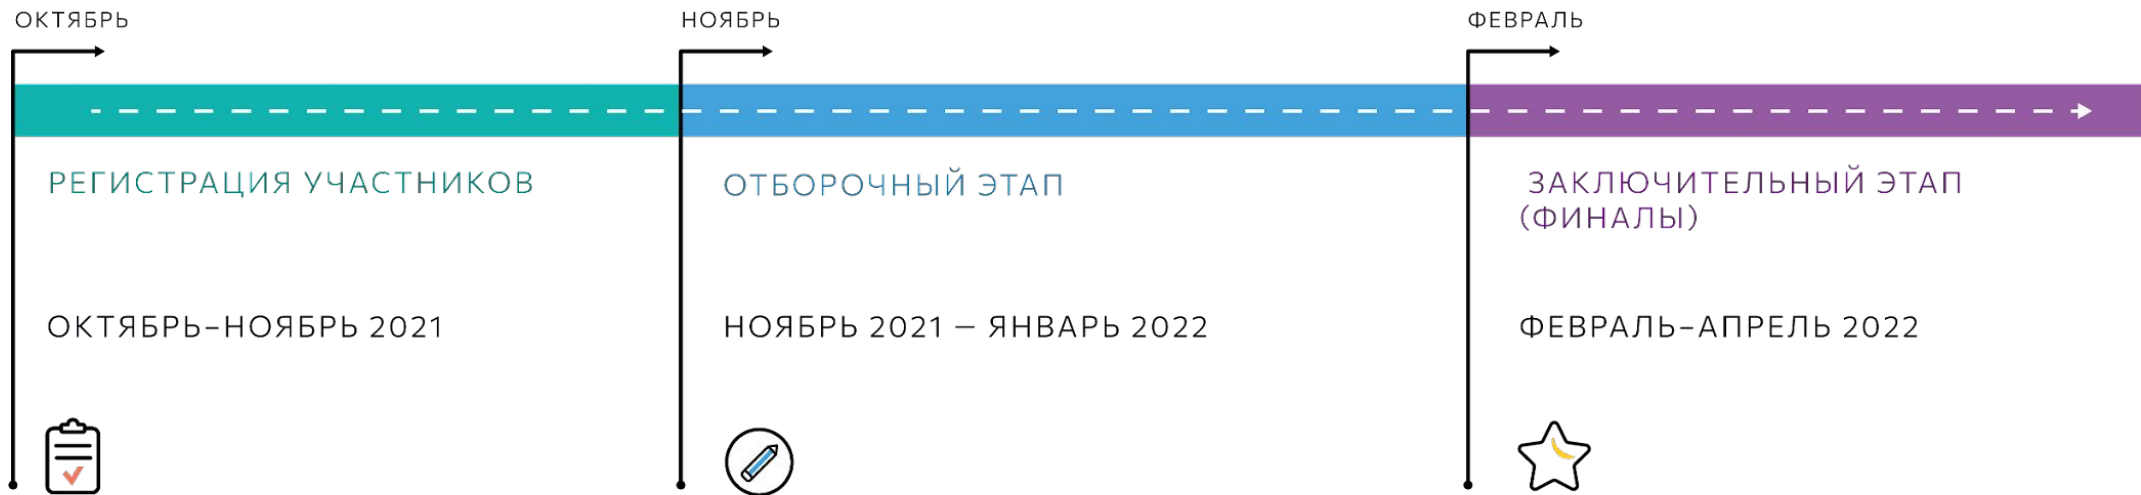 ОКТЯБРЬ
НОЯБРЬ
ФЕВРАЛЬ
РЕГИСТРАЦИЯ УЧАСТНИКОВ
ОТБОРОЧНЫЙ ЭТАП
ЗАКЛЮЧИТЕЛЬНЫЙ ЭТАП
(ФИНАЛЫ)
ОКТЯБРЬ–НОЯБРЬ 2021
НОЯБРЬ 2021 — ЯНВАРЬ 2022
ФЕВРАЛЬ–АПРЕЛЬ 2022